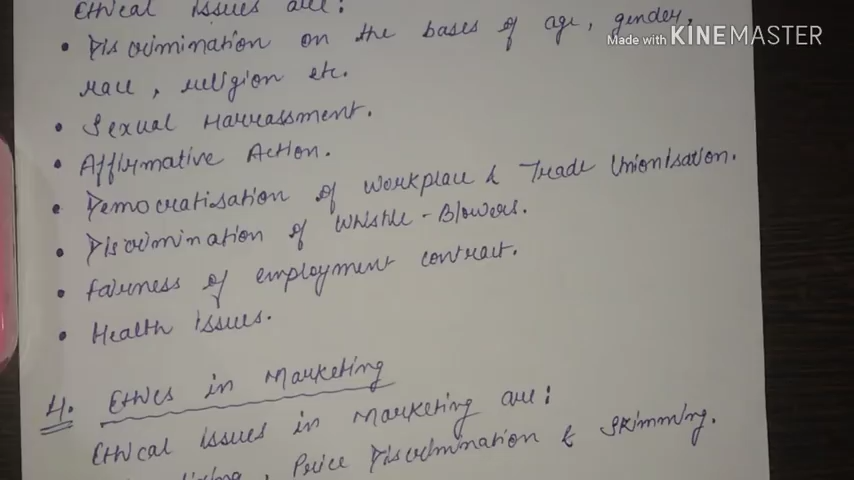 Ethical issues are:
• Discrimination on the bases of age, gender,
race, religion etc.
Made with KINEMASTER
• Sexual Harrassment.
• Affirmative Action.
• Democratisation of workplace & Trade Unionisation.
• Discrimination of Whistle-Blowers.
• Fairness of employment contract.
• Health issues.
4. Ethics in Marketing
Ethical issues in Marketing are:
, Price Discrimination & Skimming.